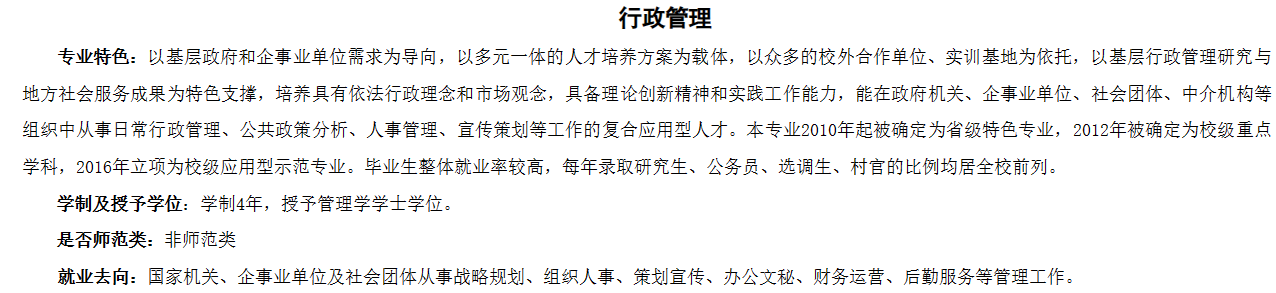 行政管理
专业特色：以基层政府和企事业单位需求为导向，以多元一体的人才培养方案为载体，以众多的校外合作单位、实训基地为依托，以基层行政管理研究与
地方社会服务成果为特色支撑，培养具有依法行政理念和市场观念，具备理论创新精神和实践工作能力，能在政府机关、企事业单位、社会团体、中介机构等
组织中从事日常行政管理、公共政策分析、人事管理、宣传策划等工作的复合应用型人才。本专业2010年起被确定为省级特色专业，2012年被确定为校级重点
学科，2016年立项为校级应用型示范专业。毕业生整体就业率较高，每年录取研究生、公务员、选调生、村官的比例均居全校前列。
学制及授予学位：学制4年，授予管理学学士学位。
是否师范类：非师范类
就业去向：国家机关、企事业单位及社会团体从事战略规划、组织人事、策划宣传、办公文秘、财务运营、后勤服务等管理工作。